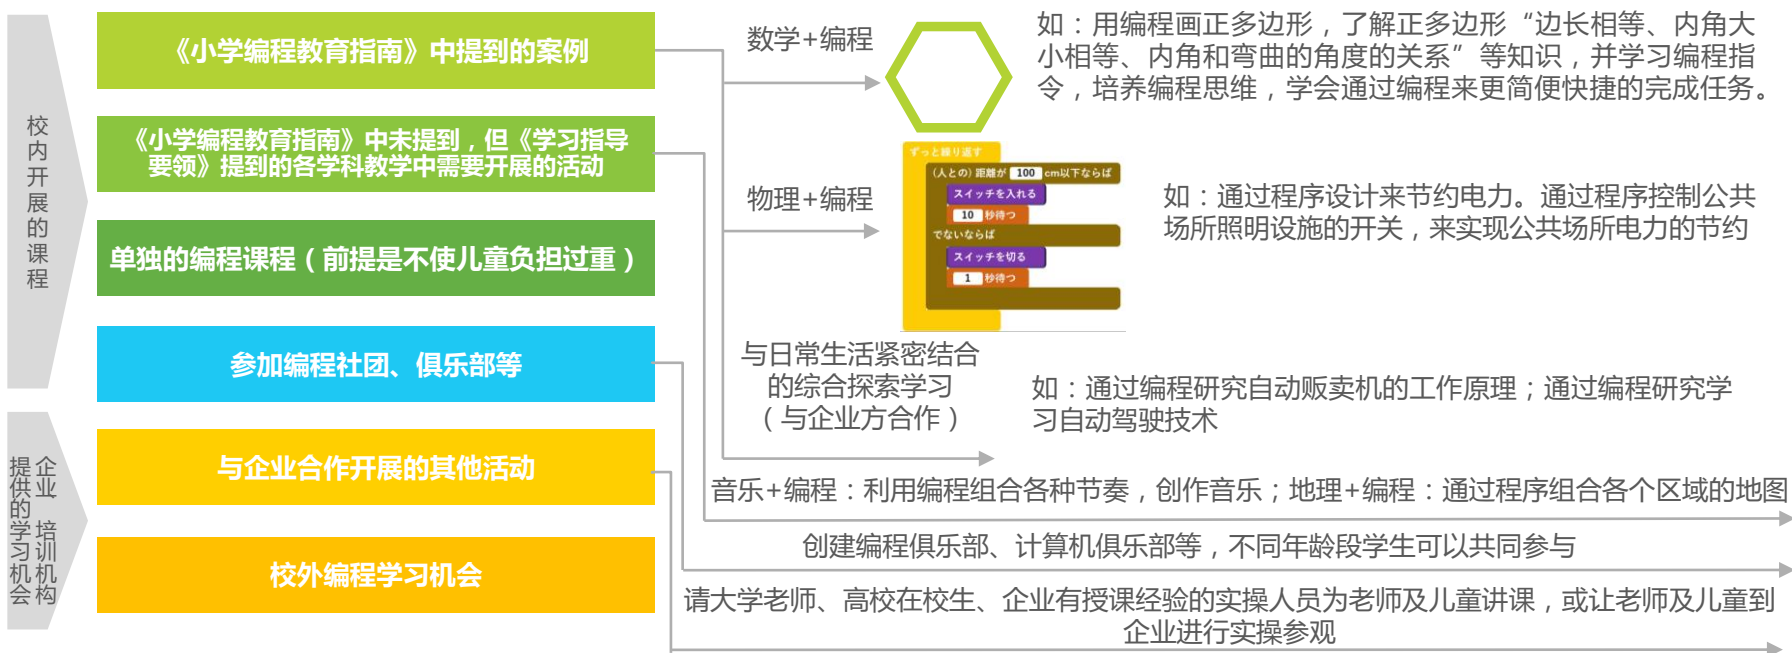 校内开展的课程
《小学编程教育指南》中提到的案例
《小学编程教育指南》中未提到，但《学习指导
要领》提到的各学科教学中需要开展的活动
单独的编程课程（前提是不使儿童负担过重）
参加编程社团、俱乐部等
企业、培训机构
提供的学习机会
与企业合作开展的其他活动
校外编程学习机会
数学+编程
如：用编程画正多边形，了解正多边形“边长相等、内角大
小相等、内角和弯曲的角度的关系”等知识，并学习编程指
令，培养编程思维，学会通过编程来更简便快捷的完成任务。
物理+编程
ずっと繰り返す
(人との) 距離が 100 cm以下ならば
スイッチを入れる
10 秒待つ
でないならば
スイッチを切る
1 秒待つ
如：通过程序设计来节约电力。通过程序控制公共
场所照明设施的开关，来实现公共场所电力的节约
与日常生活紧密结合
的综合探索学习
（与企业方合作）
如：通过编程研究自动贩卖机的工作原理；通过编程研究学
习自动驾驶技术
音乐+编程：利用编程组合各种节奏，创作音乐；地理+编程：通过程序组合各个区域的地图
创建编程俱乐部、计算机俱乐部等，不同年龄段学生可以共同参与
请大学老师、高校在校生、企业有授课经验的实操人员为老师及儿童讲课，或让老师及儿童到
企业进行实操参观